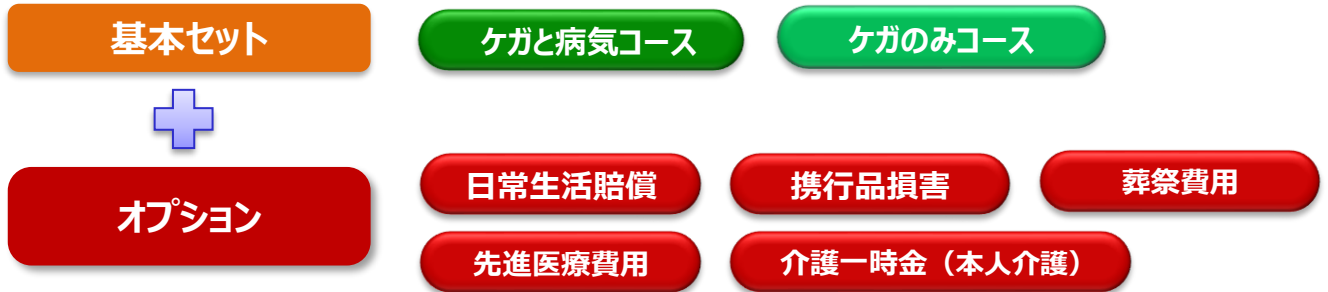 基本セット
ケガと病気コース
ケガのみコース
オプション
日常生活賠償
携行品損害
葬祭費用
先進医療費用
介護一時金（本人介護）